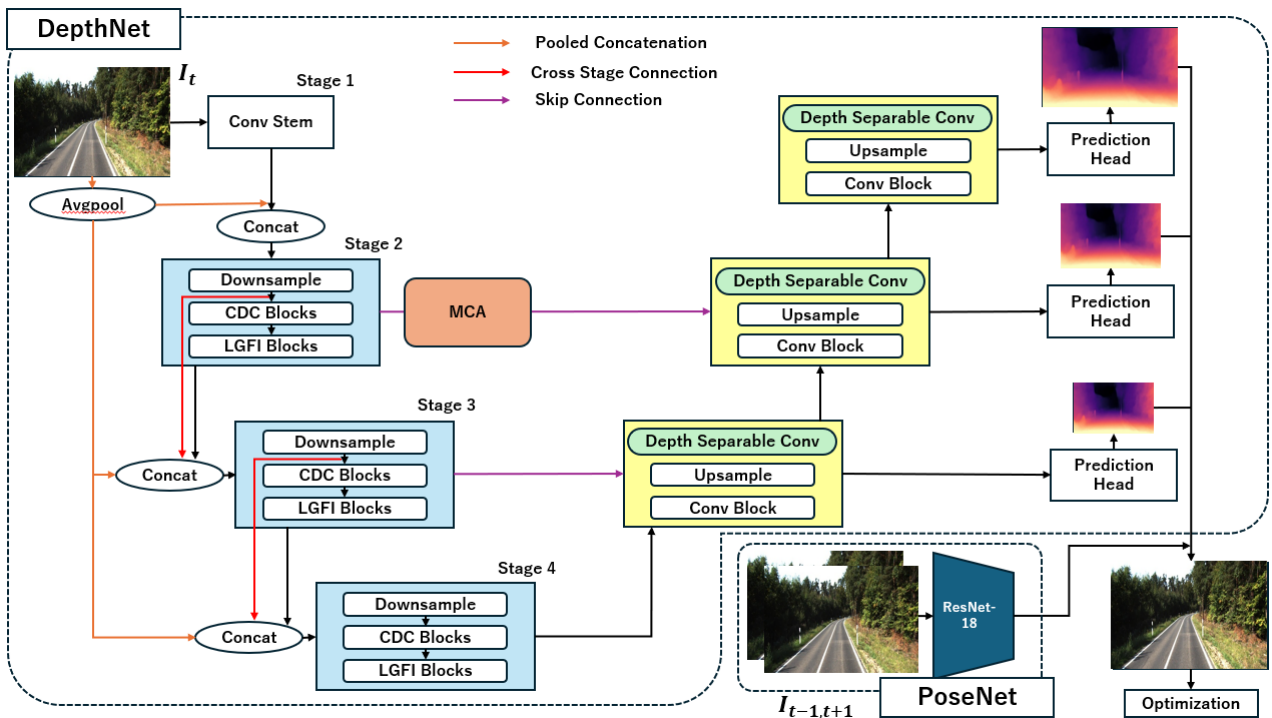 DepthNet
I_t
Stage 1
Conv Stem
Avgpool
Concat
Pooled Concatenation
Cross Stage Connection
Skip Connection
Stage 2
Downsample
CDC Blocks
LGFI Blocks
MCA
Stage 3
Concat
Downsample
CDC Blocks
LGFI Blocks
Stage 4
Concat
Downsample
CDC Blocks
LGFI Blocks
Depth Separable Conv
Upsample
Conv Block
Prediction
Head
Depth Separable Conv
Upsample
Conv Block
Prediction
Head
Depth Separable Conv
Upsample
Conv Block
Prediction
Head
ResNet-
18
I_{t−1,t+1}
PoseNet
Optimization